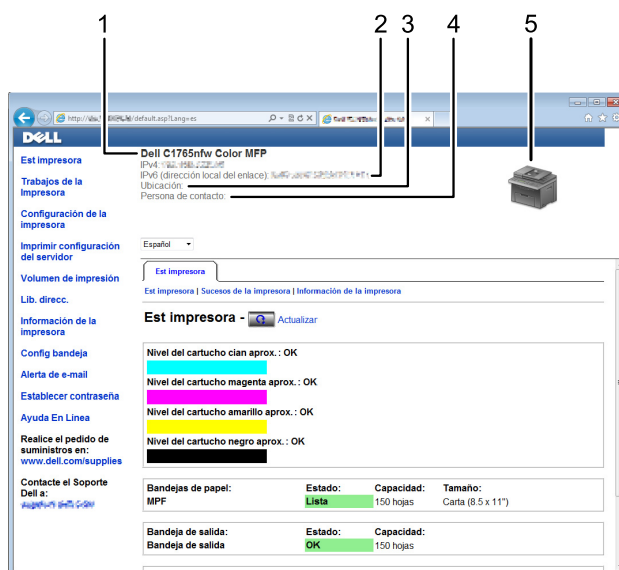 1 2 3 4 5
http:// /default.asp?Lang=es
DELL
Dell C1765nfw Color MFP
IPv4:
IPv6 (dirección local del enlace):
Ubicación:
Persona de contacto:
Est impresora
Trabajos de la
Impresora
Configuración de la
impresora
Imprimir configuración
del servidor
Volumen de impresión
Lib. direcc.
Información de la
impresora
Config bandeja
Alerta de e-mail
Establecer contraseña
Ayuda En Línea
Realice el pedido de
suministros en:
www.dell.com/supplies
Contacte el Soporte
Dell a:
Español
Est impresora
Est impresora | Sucesos de la impresora | Información de la impresora
Est impresora - Actualizar
Nivel del cartucho cian aprox.: OK
Nivel del cartucho magenta aprox.: OK
Nivel del cartucho amarillo aprox.: OK
Nivel del cartucho negro aprox.: OK
Bandejas de papel: Estado: Capacidad: Tamaño:
MPF Lista 150 hojas Carta (8.5 x 11")
Bandeja de salida: Estado: Capacidad:
Bandeja de salida OK 150 hojas